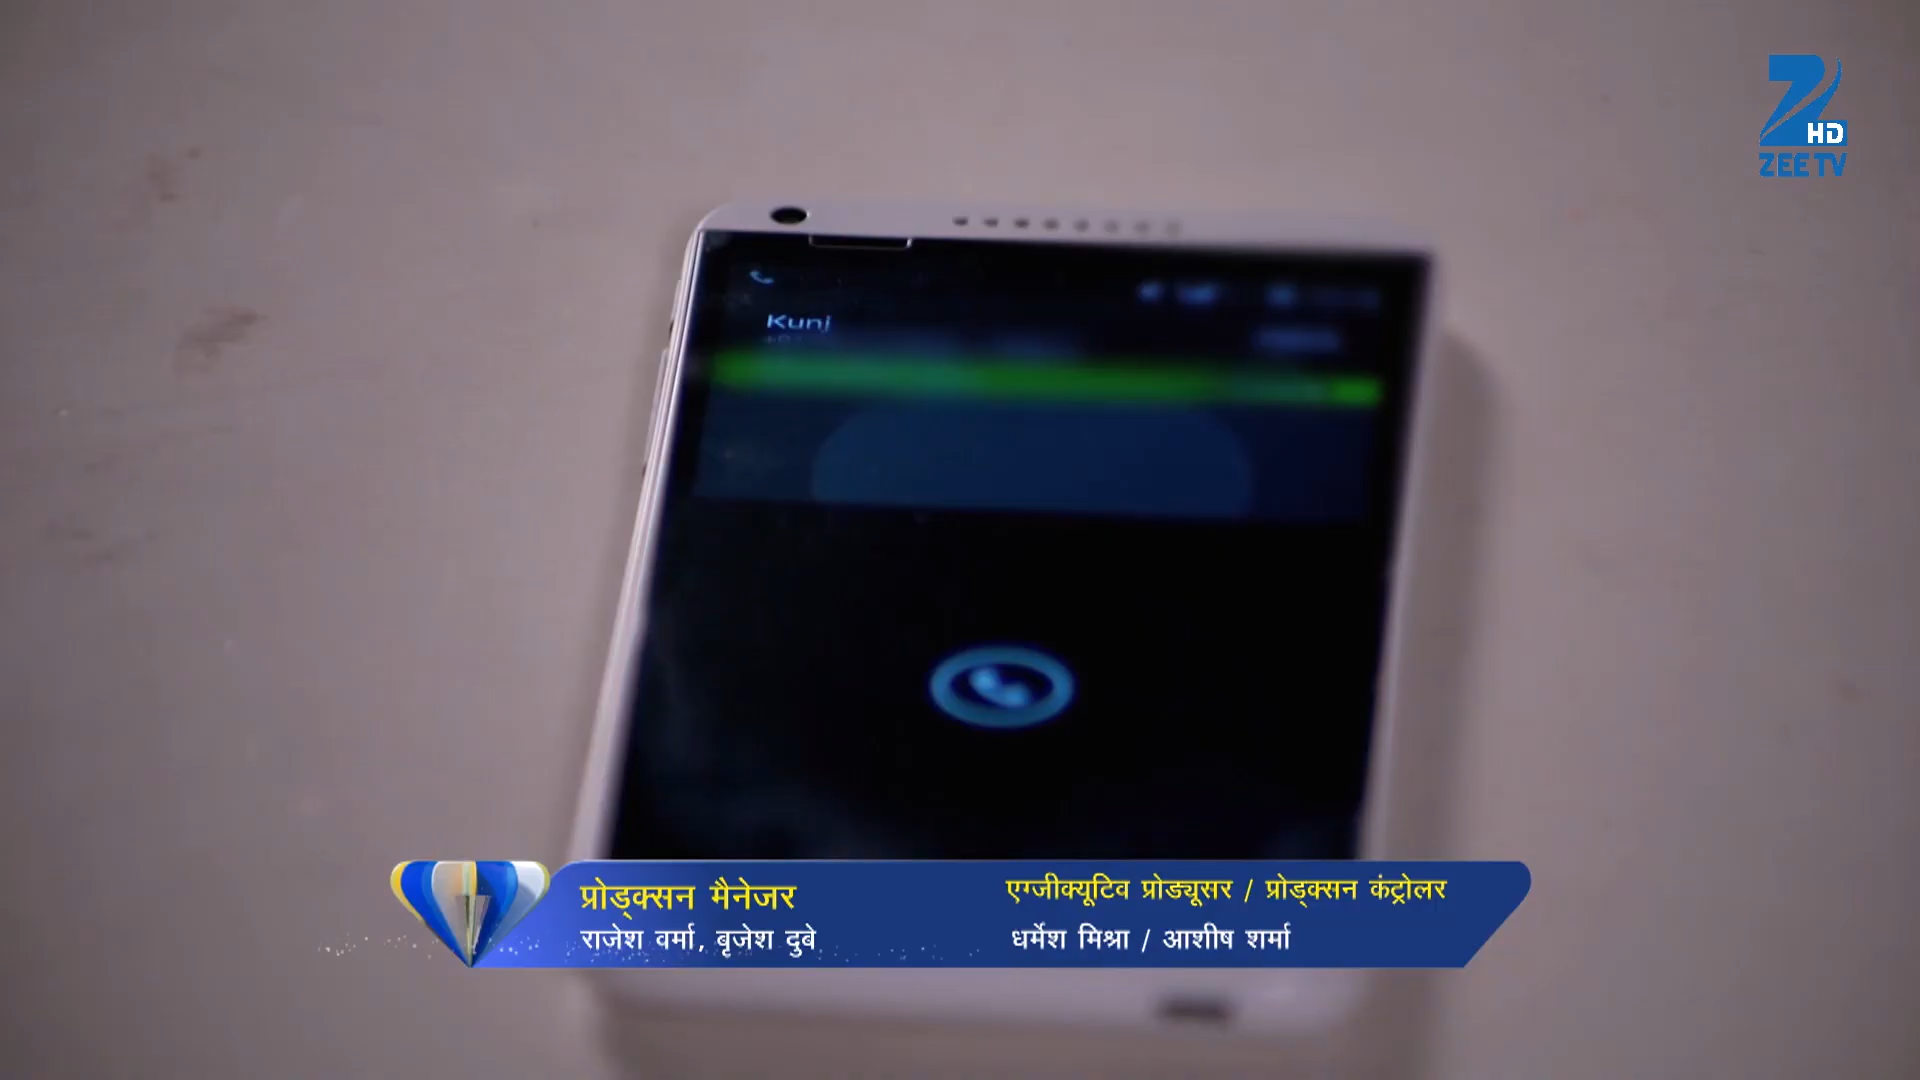 HD
ZEE TV
Kunj
प्रोड्क्सन मैनेजर
राजेश वर्मा, बृजेश दुबे
एग्जीक्यूटिव प्रोड्यूसर / प्रोड्क्सन कंट्रोलर
धर्मेश मिश्रा / आशीष शर्मा